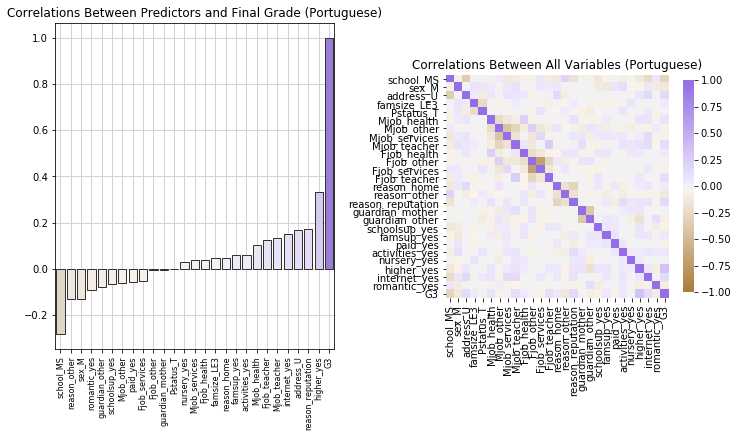 Correlations Between Predictors and Final Grade (Portuguese)
1.0
0.8
0.6
0.4
0.2
0.0
−0.2
school_MS
reason_other
sex_M
romantic_yes
guardian_other
schoolsup_yes
Mjob_other
paid_yes
Fjob_services
Fjob_other
guardian_mother
Pstatus_T
nursery_yes
Mjob_services
Fjob_health
famsize_LE3
reason_home
famsup_yes
activities_yes
Mjob_health
Fjob_teacher
Mjob_teacher
internet_yes
address_U
reason_reputation
higher_yes
G3
Correlations Between All Variables (Portuguese)
school_MS
sex_M
address_U
famsize_LE3
Pstatus_T
Mjob_health
Mjob_other
Mjob_services
Mjob_teacher
Fjob_health
Fjob_other
Fjob_services
Fjob_teacher
reason_home
reason_other
reason_reputation
guardian_mother
guardian_other
schoolsup_yes
famsup_yes
paid_yes
activities_yes
nursery_yes
higher_yes
internet_yes
romantic_yes
G3
school_MS
sex_M
address_U
famsize_LE3
Pstatus_T
Mjob_health
Mjob_other
Mjob_services
Mjob_teacher
Fjob_health
Fjob_other
Fjob_services
Fjob_teacher
reason_home
reason_other
reason_reputation
guardian_mother
guardian_other
schoolsup_yes
famsup_yes
paid_yes
activities_yes
nursery_yes
higher_yes
internet_yes
romantic_yes
G3
1.00
0.75
0.50
0.25
0.00
−0.25
−0.50
−0.75
−1.00